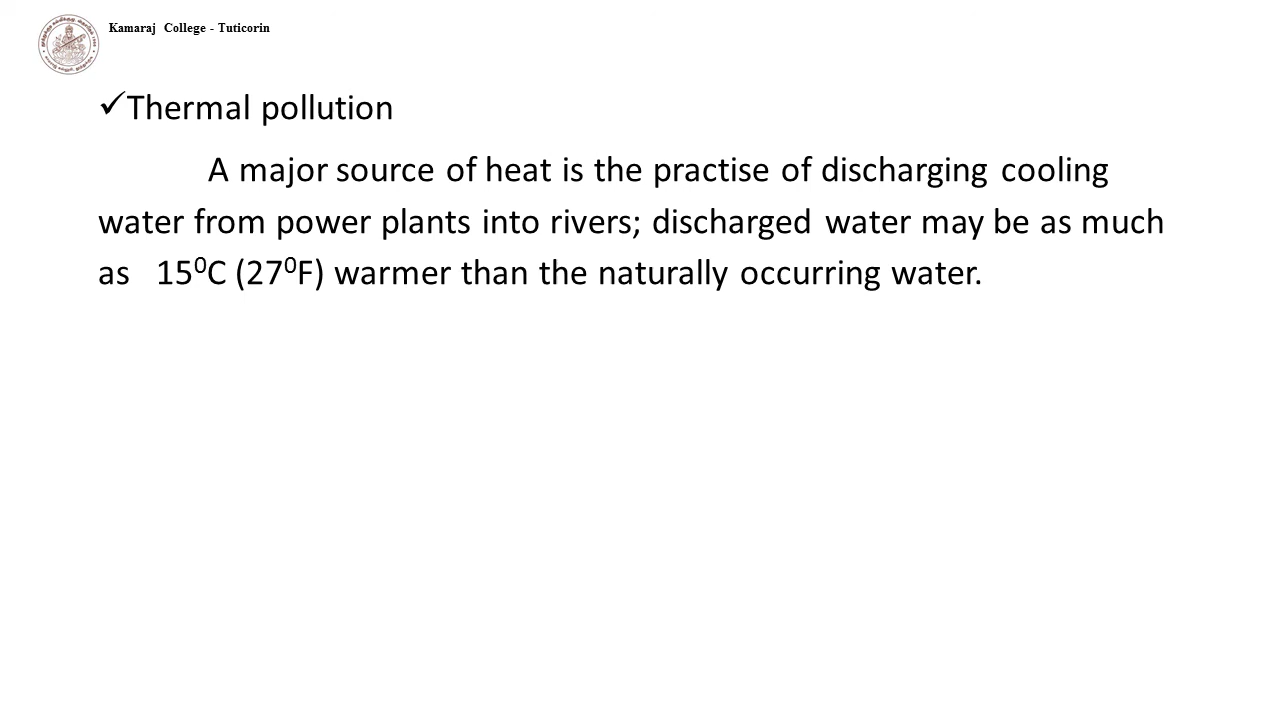 Kamaraj College - Tuticorin
✓Thermal pollution
A major source of heat is the practise of discharging cooling
water from power plants into rivers; discharged water may be as much
as 15⁰C (27⁰F) warmer than the naturally occurring water.